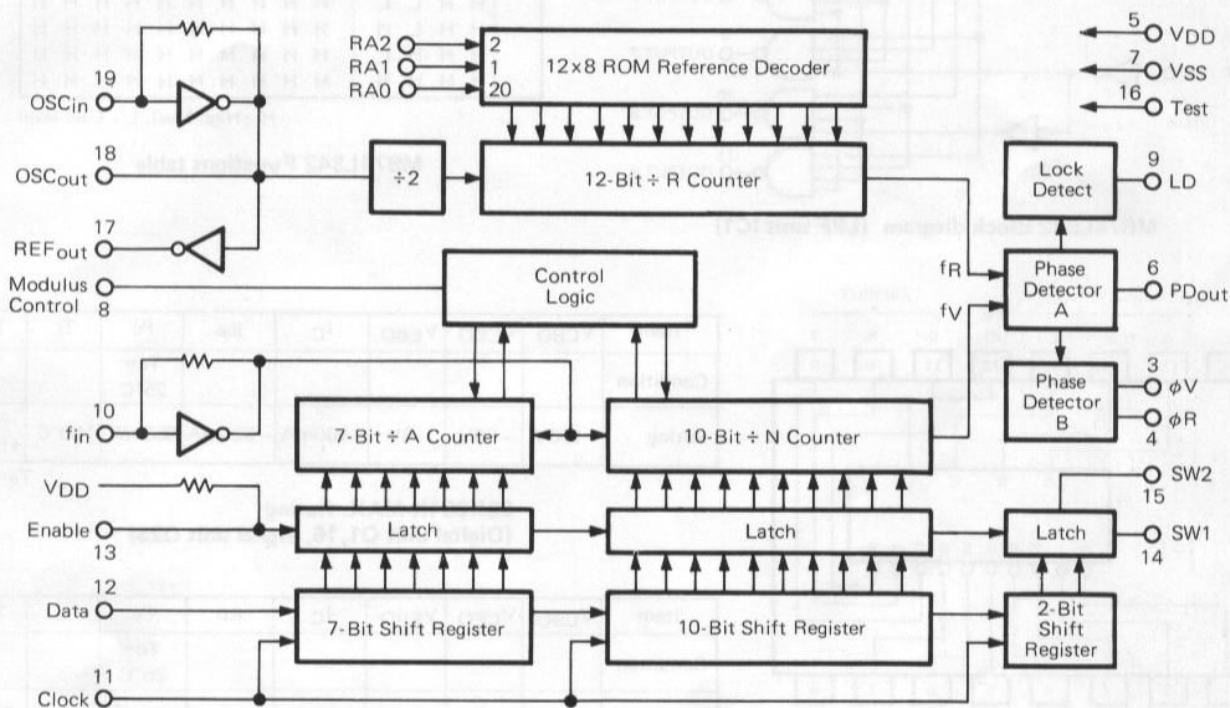 19
OSCin
18
OSCout
17
REFout
Modulus
Control
8
10
fin
VDD
Enable
13
12
Data
11
Clock
RA2
RA1
RA0
2
1
20
12x8 ROM Reference Decoder
÷2
12-Bit ÷ R Counter
Control
Logic
7-Bit ÷ A Counter
10-Bit ÷ N Counter
Latch
Latch
Latch
7-Bit Shift Register
10-Bit Shift Register
2-Bit
Shift
Register
fR
fV
Lock
Detect
Phase
Detector
A
Phase
Detector
B
5
VDD
7
VSS
16
Test
9
LD
6
PDout
3
φV
φR
4
SW2
15
SW1
14